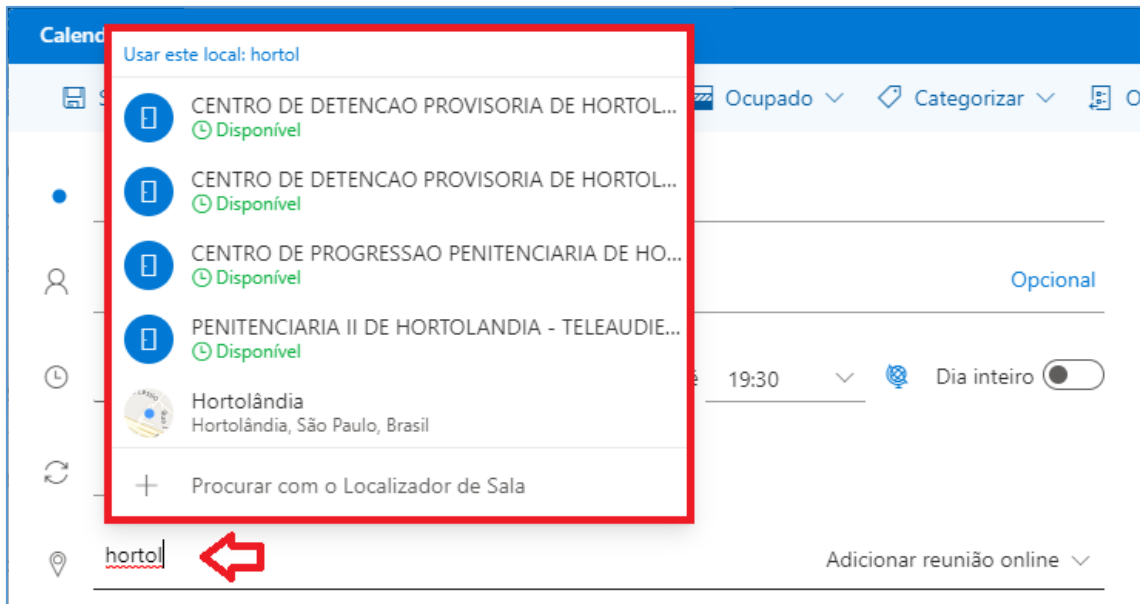 Calend
Usar este local: hortol
CENTRO DE DETENCAO PROVISORIA DE HORTOL...
Disponível
Ocupado
Categorizar
CENTRO DE DETENCAO PROVISORIA DE HORTOL...
Disponível
CENTRO DE PROGRESSAO PENITENCIARIA DE HO...
Disponível
Opcional
PENITENCIARIA II DE HORTOLANDIA - TELEAUDIE...
Disponível
19:30
Dia inteiro
Hortolândia
Hortolândia, São Paulo, Brasil
Procurar com o Localizador de Sala
hortol
Adicionar reunião online